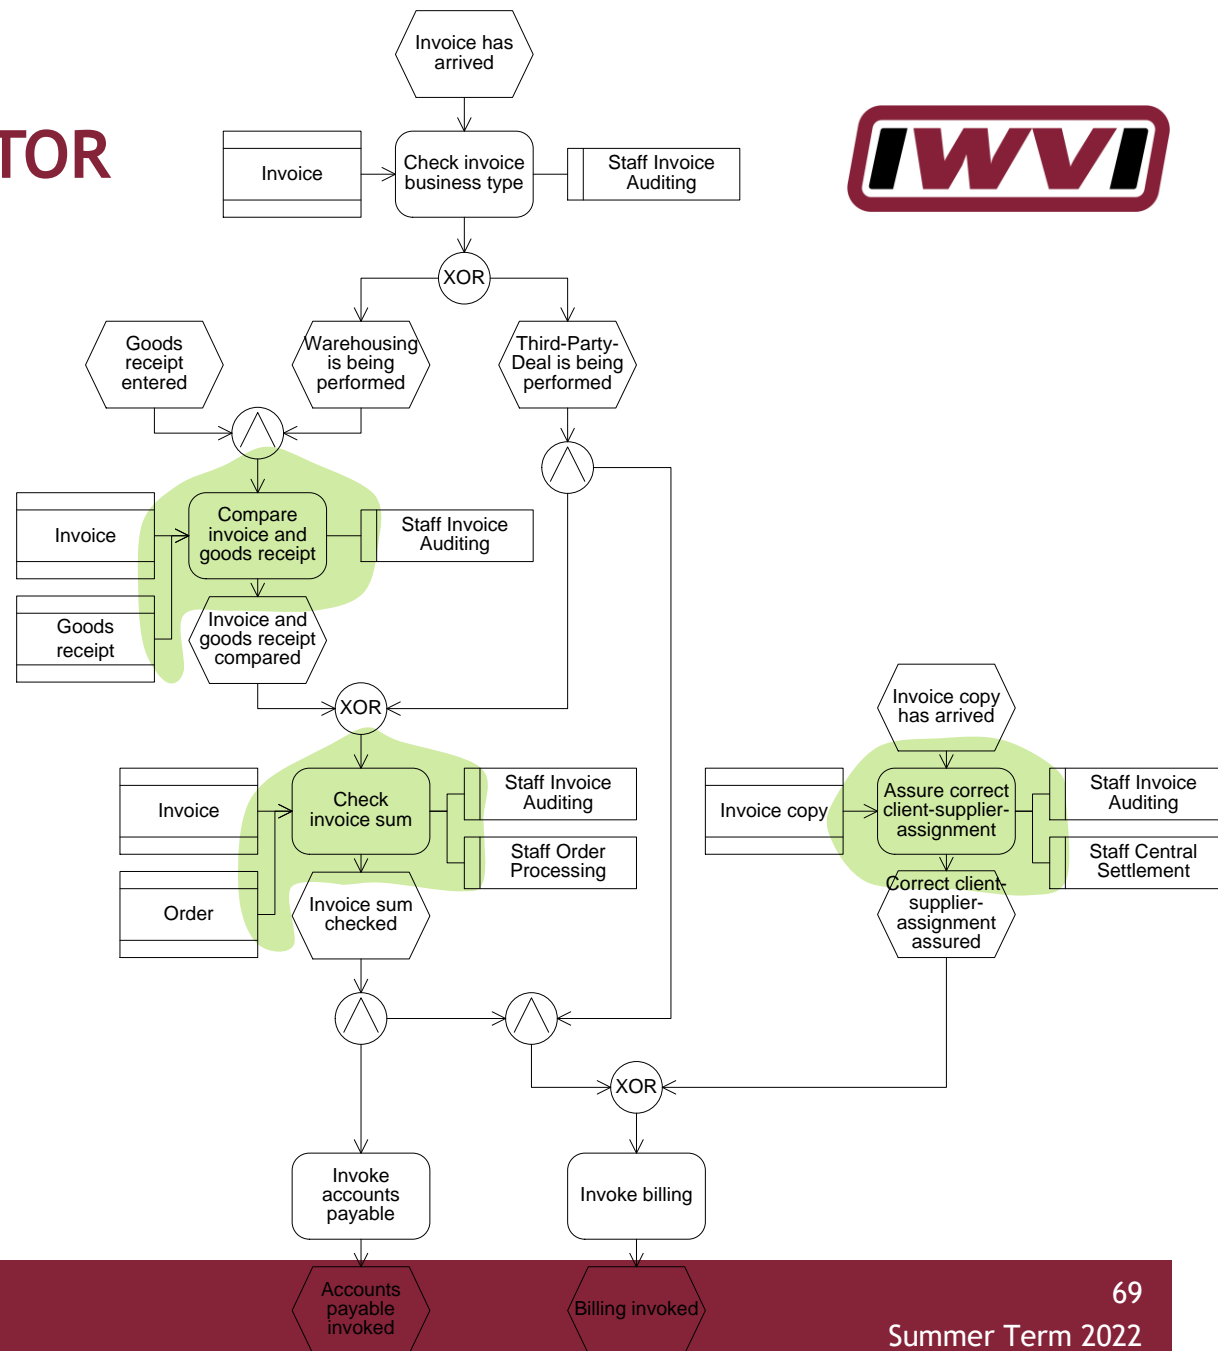 Invoice has
arrived
TOR
IWVI
Invoice
Check invoice
business type
Staff Invoice
Auditing
XOR
Goods
receipt
entered
Warehousing
is being
performed
Third-Party-
Deal is being
performed
Invoice
Compare
invoice and
goods receipt
Staff Invoice
Auditing
Goods
receipt
Invoice and
goods receipt
compared
XOR
Invoice copy
has arrived
Invoice
Check
invoice sum
Staff Invoice
Auditing
Staff Order
Processing
Order
Invoice sum
checked
Invoice copy
Assure correct
client-supplier-
assignment
Staff Invoice
Auditing
Staff Central
Settlement
Correct client-
supplier-
assignment
assured
XOR
Invoke
accounts
payable
Invoke billing
Accounts
payable
invoked
Billing invoked
69
Summer Term 2022